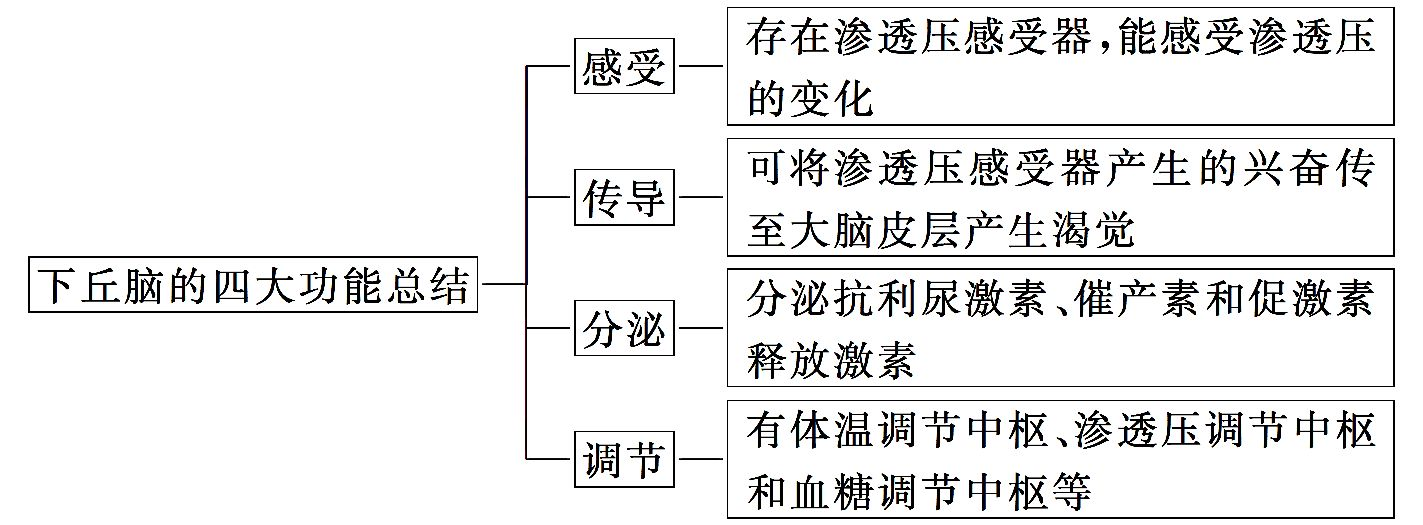 下丘脑的四大功能总结
感受
存在渗透压感受器,能感受渗透压
的变化
传导
可将渗透压感受器产生的兴奋传
至大脑皮层产生渴觉
分泌
分泌抗利尿激素、催产素和促激素
释放激素
调节
有体温调节中枢、渗透压调节中枢
和血糖调节中枢等